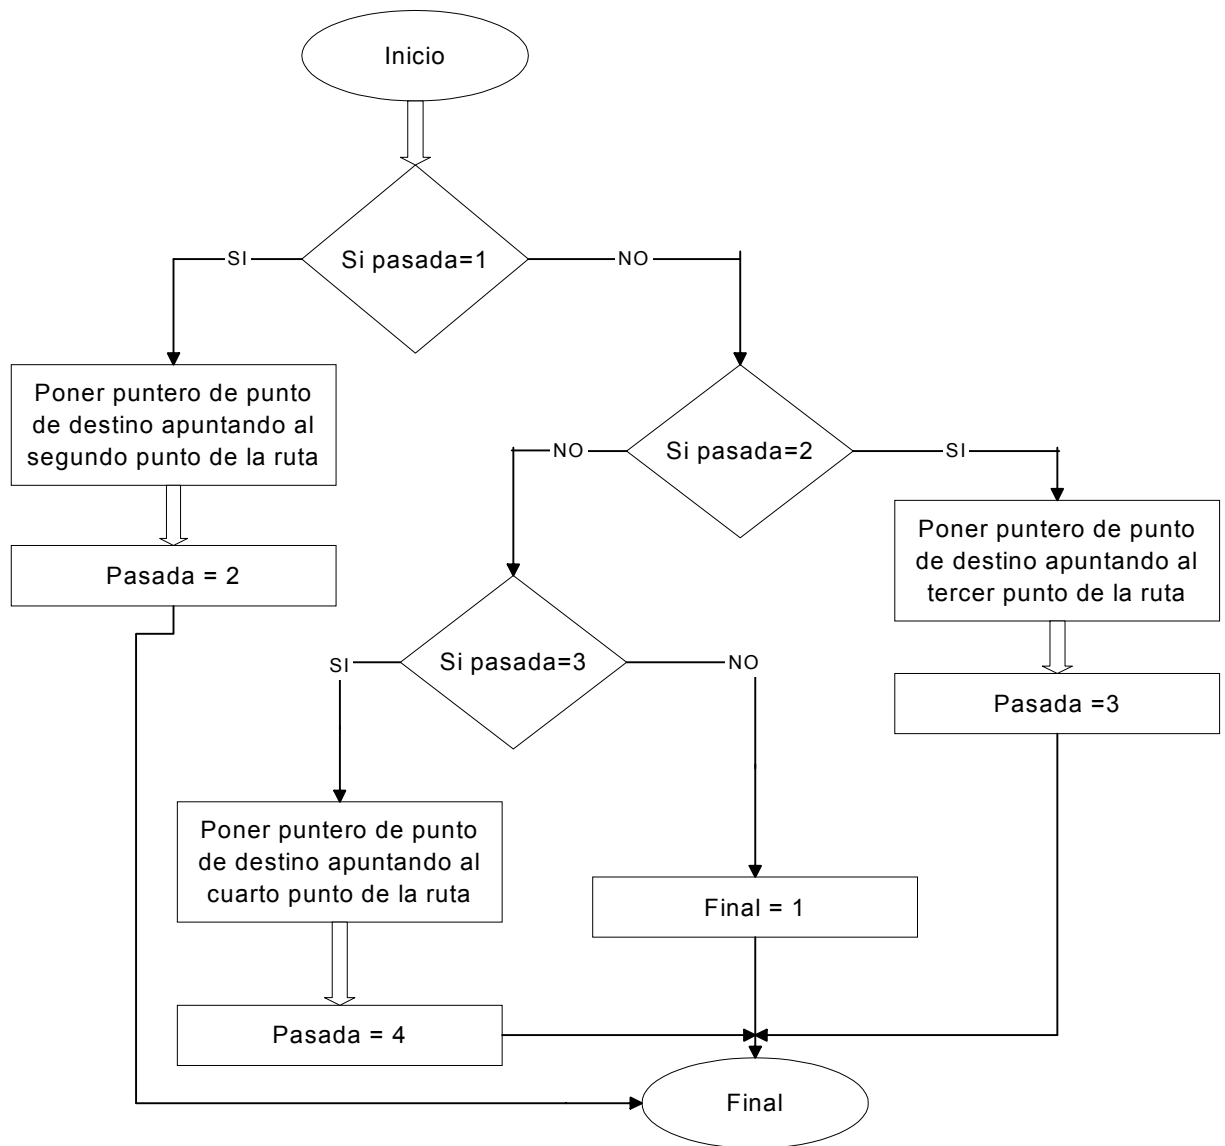 Inicio
Si pasada=1
SI
NO
Poner puntero de punto
de destino apuntando al
segundo punto de la ruta
Si pasada=2
NO
SI
Pasada = 2
Poner puntero de punto
de destino apuntando al
tercer punto de la ruta
Si pasada=3
SI
NO
Pasada =3
Poner puntero de punto
de destino apuntando al
cuarto punto de la ruta
Final = 1
Pasada = 4
Final